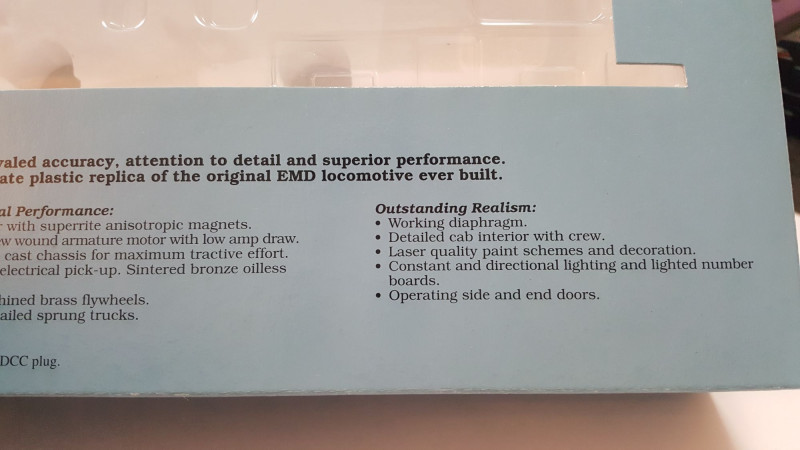 valed accuracy, attention to detail and superior performance.
ate plastic replica of the original EMD locomotive ever built.
al Performance:
r with superrite anisotropic magnets.
ew wound armature motor with low amp draw.
cast chassis for maximum tractive effort.
electrical pick-up. Sintered bronze oilless
hined brass flywheels.
ailed sprung trucks.
DCC plug.
Outstanding Realism:
• Working diaphragm.
• Detailed cab interior with crew.
• Laser quality paint schemes and decoration.
• Constant and directional lighting and lighted number
boards.
• Operating side and end doors.